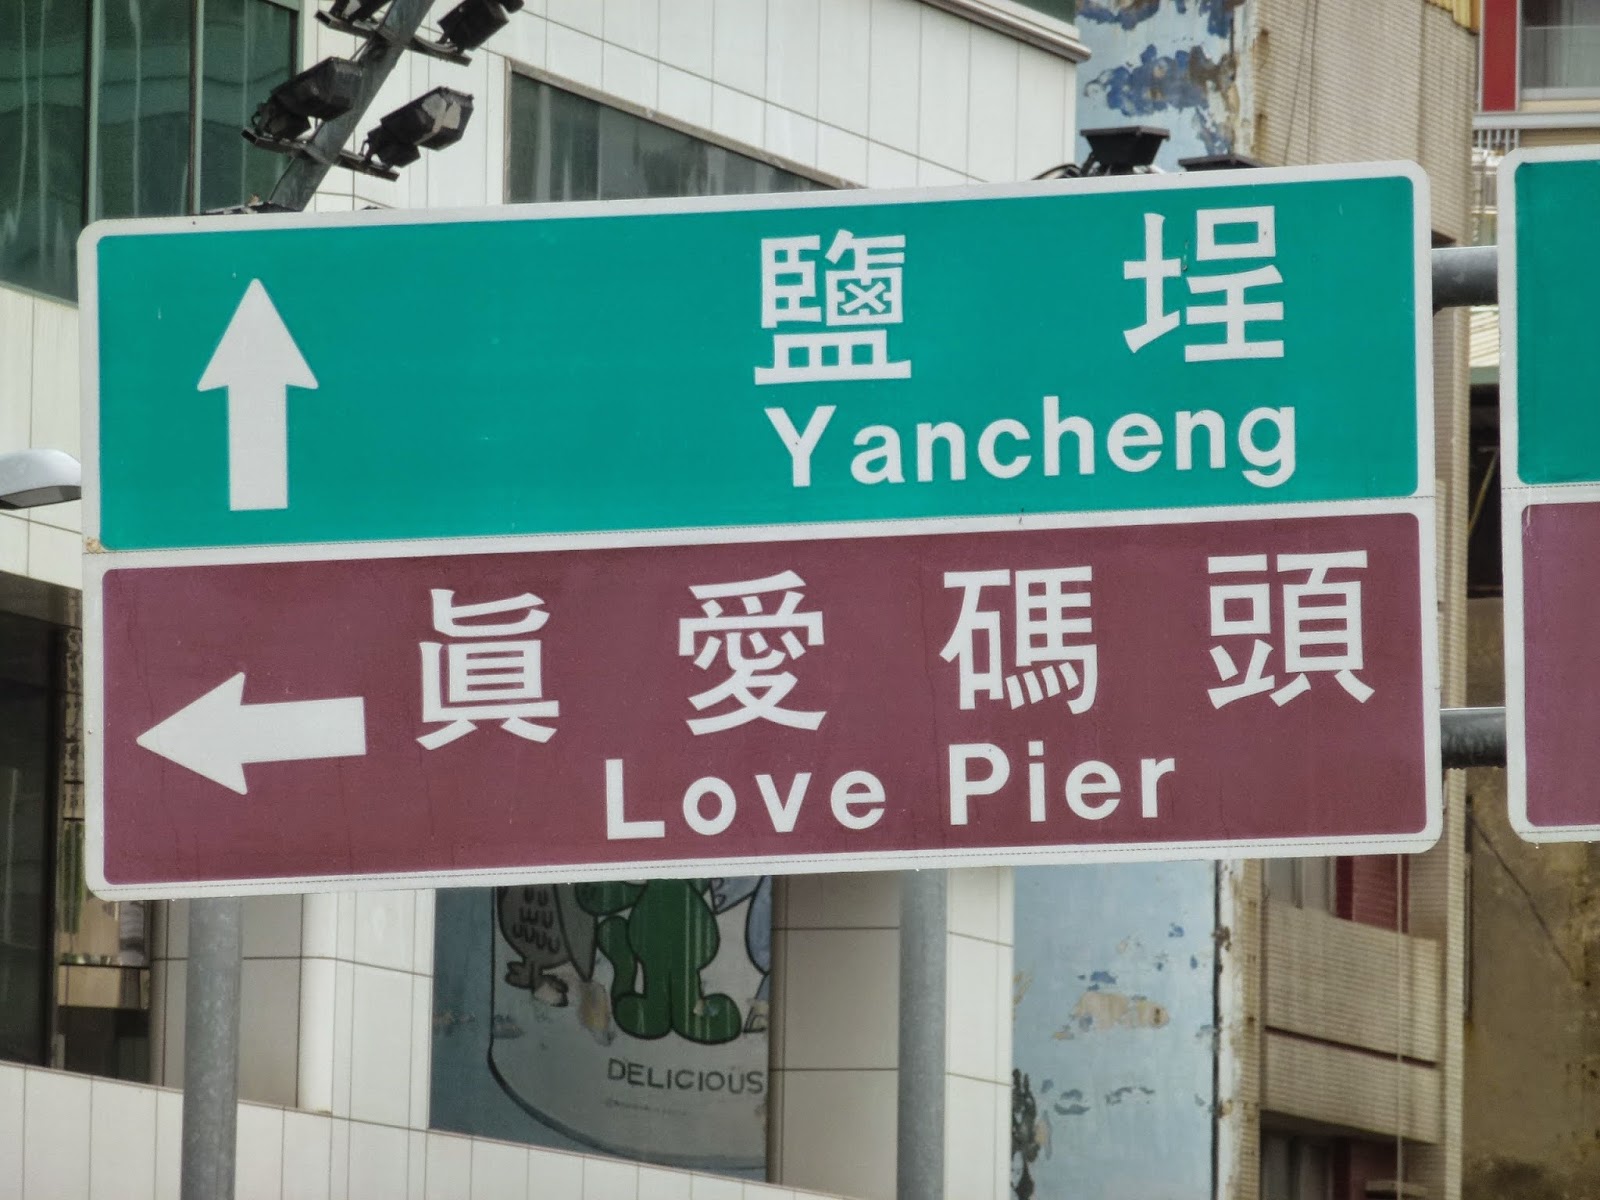 鹽埕
Yancheng
眞愛碼頭
Love Pier
DELICIOUS